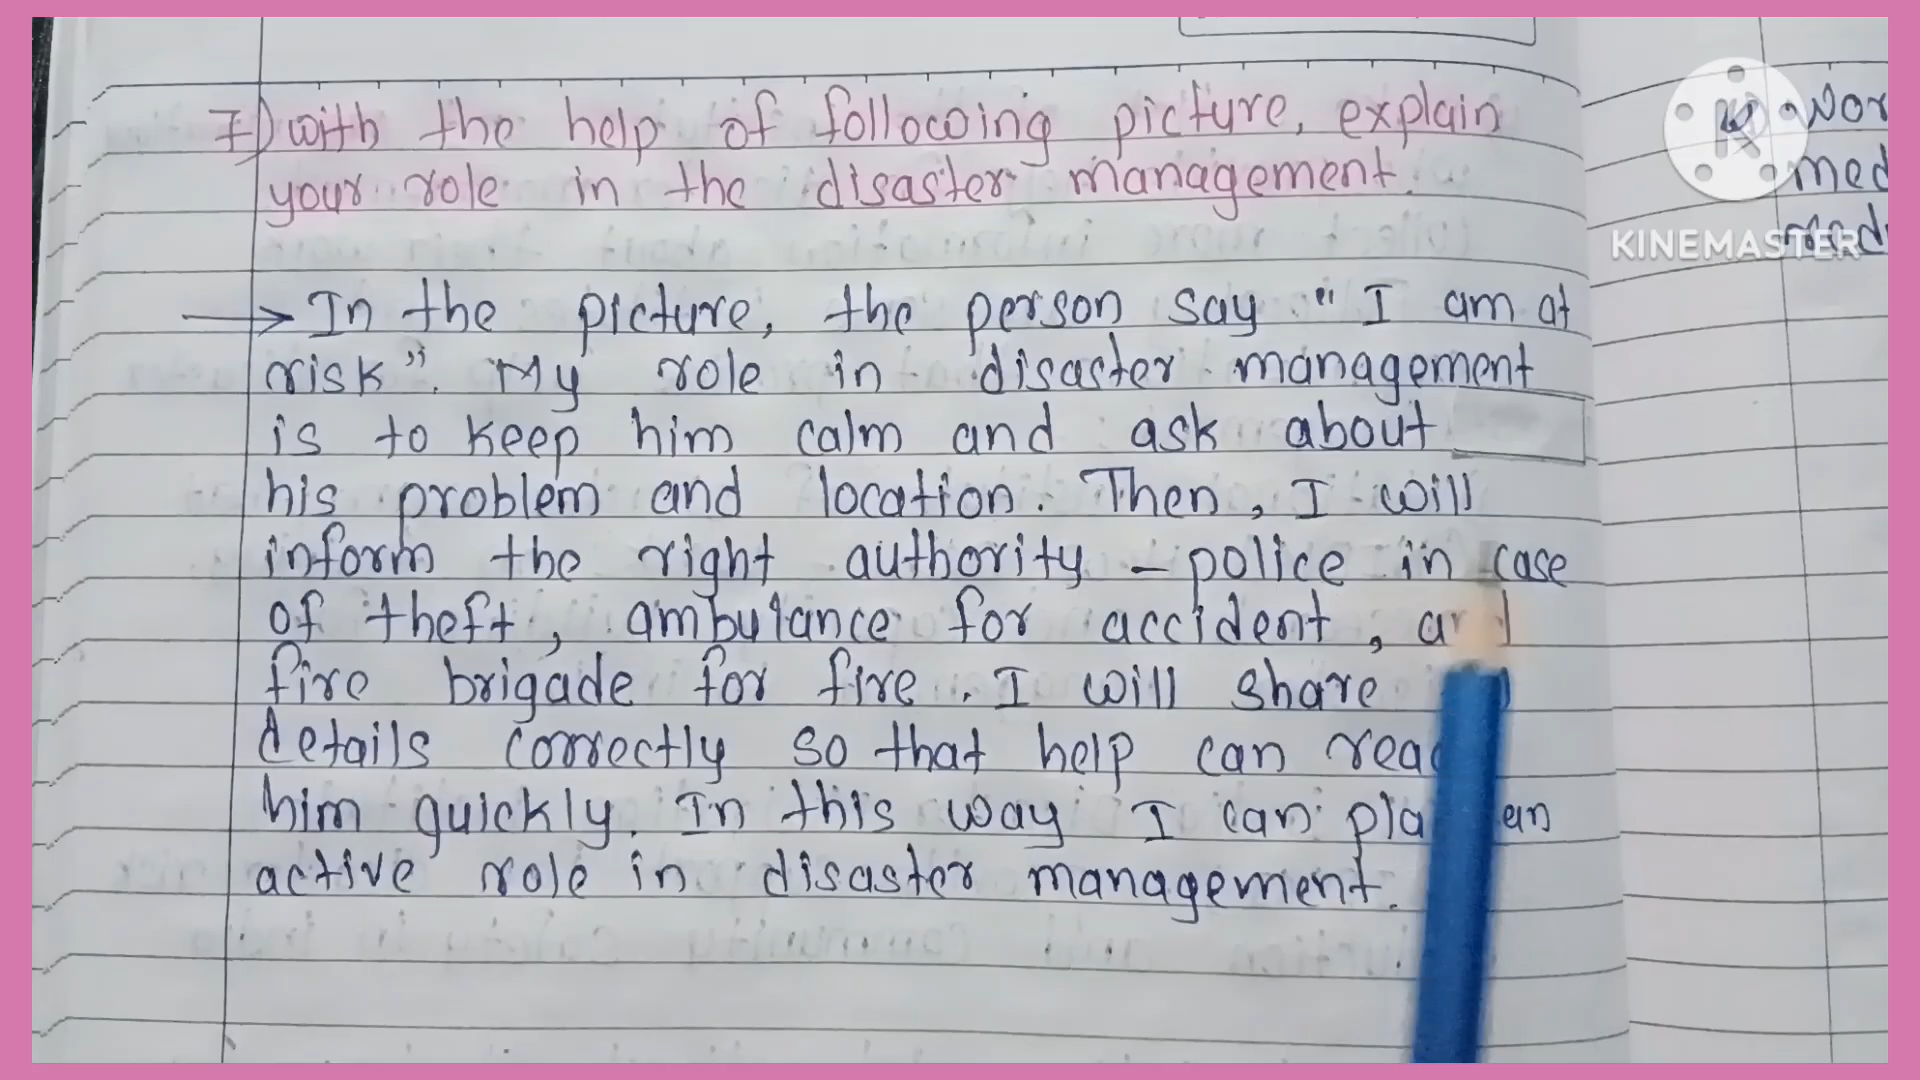 7) with the help of following picture, explain
your role in the disaster management.
→ In the picture, the person say "I am at
risk". My role in disaster management
is to keep him calm and ask about
his problem and location. Then, I will
inform the right authority - police in case
of theft, ambulance for accident, and
fire brigade for fire. I will share
details correctly so that help can
him quickly. In this way I can an
active role in disaster management.
KINEMASTER